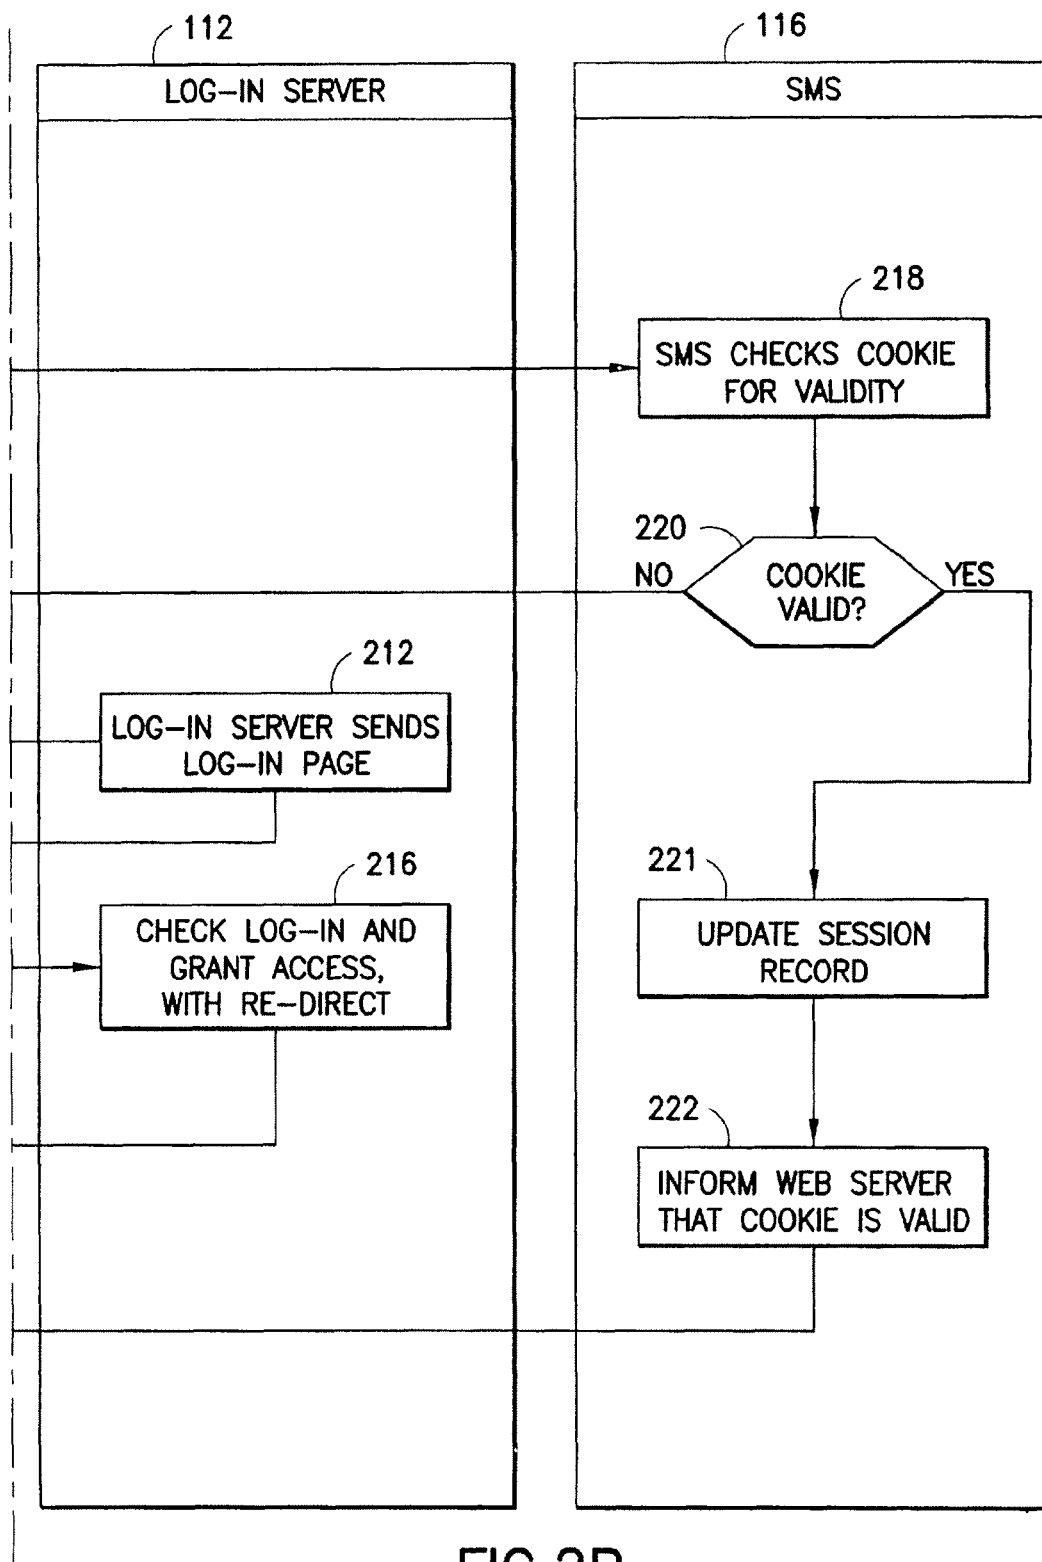 112
116
LOG-IN SERVER
SMS
218
SMS CHECKS COOKIE
FOR VALIDITY
220
NO
COOKIE
VALID?
YES
212
LOG-IN SERVER SENDS
LOG-IN PAGE
216
CHECK LOG-IN AND
GRANT ACCESS,
WITH RE-DIRECT
221
UPDATE SESSION
RECORD
222
INFORM WEB SERVER
THAT COOKIE IS VALID